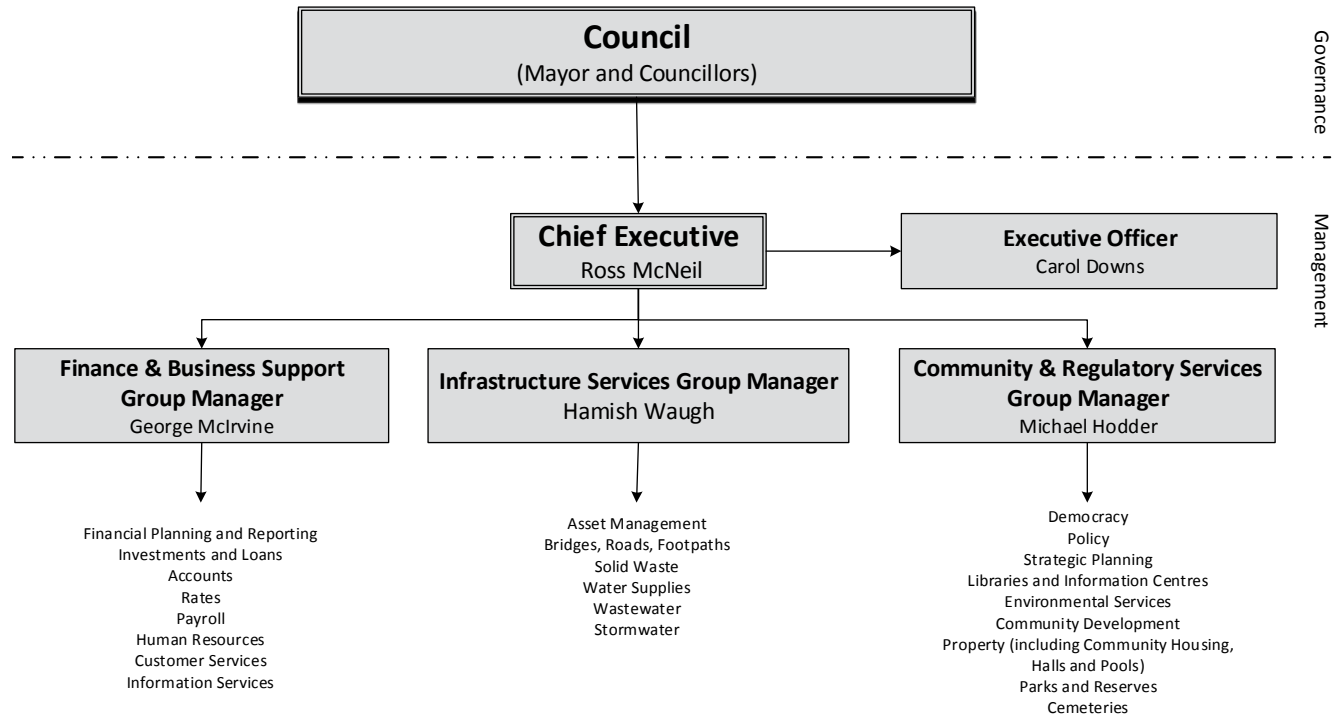 Council
(Mayor and Councillors)
Governance
Management
Chief Executive
Ross McNeil
Executive Officer
Carol Downs
Finance & Business Support
Group Manager
George McIrvine
Infrastructure Services Group Manager
Hamish Waugh
Community & Regulatory Services
Group Manager
Michael Hodder
Financial Planning and Reporting
Investments and Loans
Accounts
Rates
Payroll
Human Resources
Customer Services
Information Services
Asset Management
Bridges, Roads, Footpaths
Solid Waste
Water Supplies
Wastewater
Stormwater
Democracy
Policy
Strategic Planning
Libraries and Information Centres
Environmental Services
Community Development
Property (including Community Housing,
Halls and Pools)
Parks and Reserves
Cemeteries